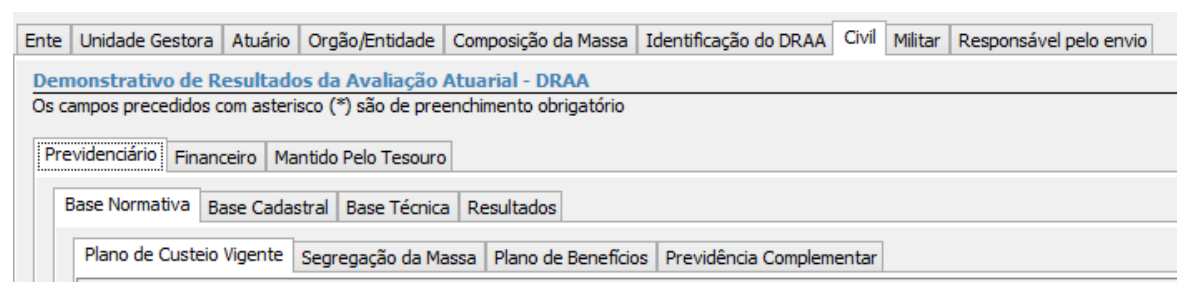 Ente Unidade Gestora Atuário Orgão/Entidade Composição da Massa Identificação do DRAA Civil Militar Responsável pelo envio
Demonstrativo de Resultados da Avaliação Atuarial - DRAA
Os campos precedidos com asterisco (*) são de preenchimento obrigatório
Previdenciário Financeiro Mantido Pelo Tesouro
Base Normativa Base Cadastral Base Técnica Resultados
Plano de Custeio Vigente Segregação da Massa Plano de Benefícios Previdência Complementar